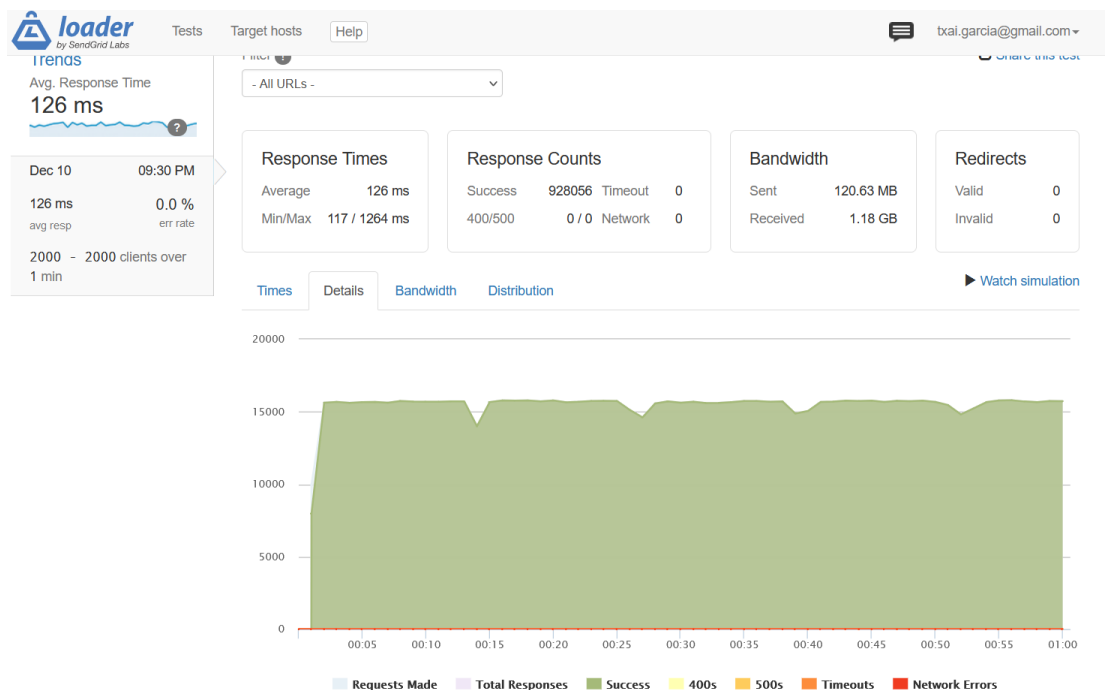 loader
by SendGrid Labs
Tests
Target hosts
Help
txai.garcia@gmail.com
Trends
Filter ?
Share this test
Avg. Response Time
126 ms
?
- All URLs -
Dec 10 09:30 PM
126 ms 0.0 %
avg resp err rate
2000 - 2000 clients over
1 min
Response Times
Average 126 ms
Min/Max 117 / 1264 ms
Response Counts
Success 928056 Timeout 0
400/500 0 / 0 Network 0
Bandwidth
Sent 120.63 MB
Received 1.18 GB
Redirects
Valid 0
Invalid 0
Times
Details
Bandwidth
Distribution
Watch simulation
20000
15000
10000
5000
0
00:05 00:10 00:15 00:20 00:25 00:30 00:35 00:40 00:45 00:50 00:55 01:00
Requests Made Total Responses Success 400s 500s Timeouts Network Errors